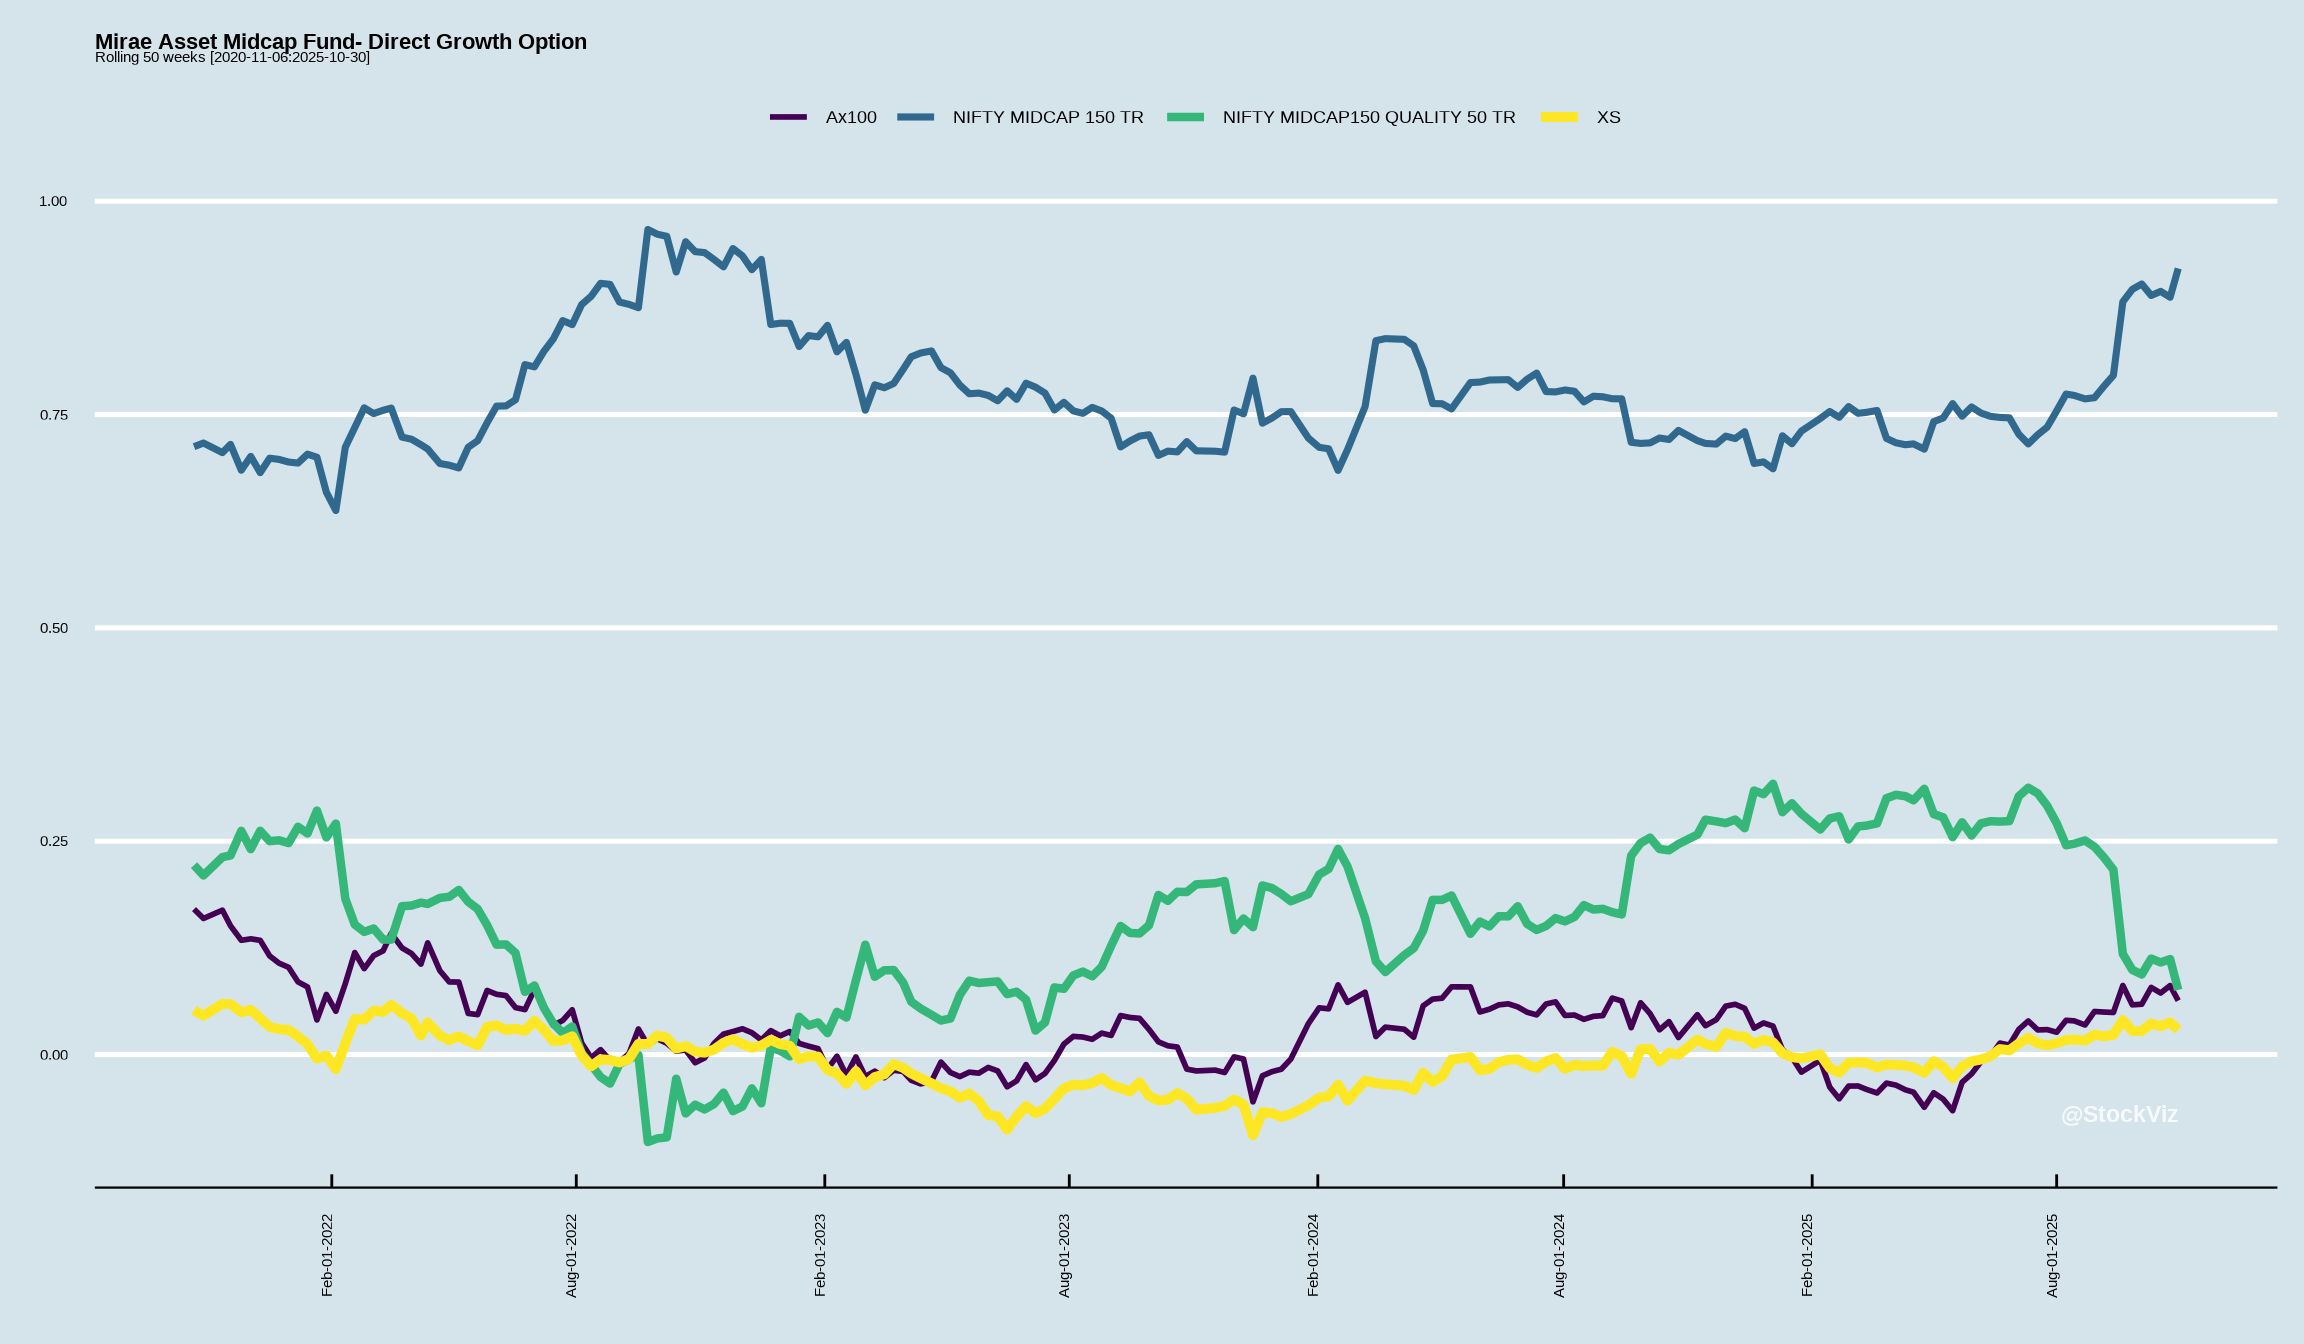 Mirae Asset Midcap Fund- Direct Growth Option
Rolling 50 weeks [2020-11-06:2025-10-30]
Ax100 NIFTY MIDCAP 150 TR NIFTY MIDCAP150 QUALITY 50 TR XS
1.00
0.75
0.50
0.25
0.00
@StockViz
Feb-01-2022
Aug-01-2022
Feb-01-2023
Aug-01-2023
Feb-01-2024
Aug-01-2024
Feb-01-2025
Aug-01-2025